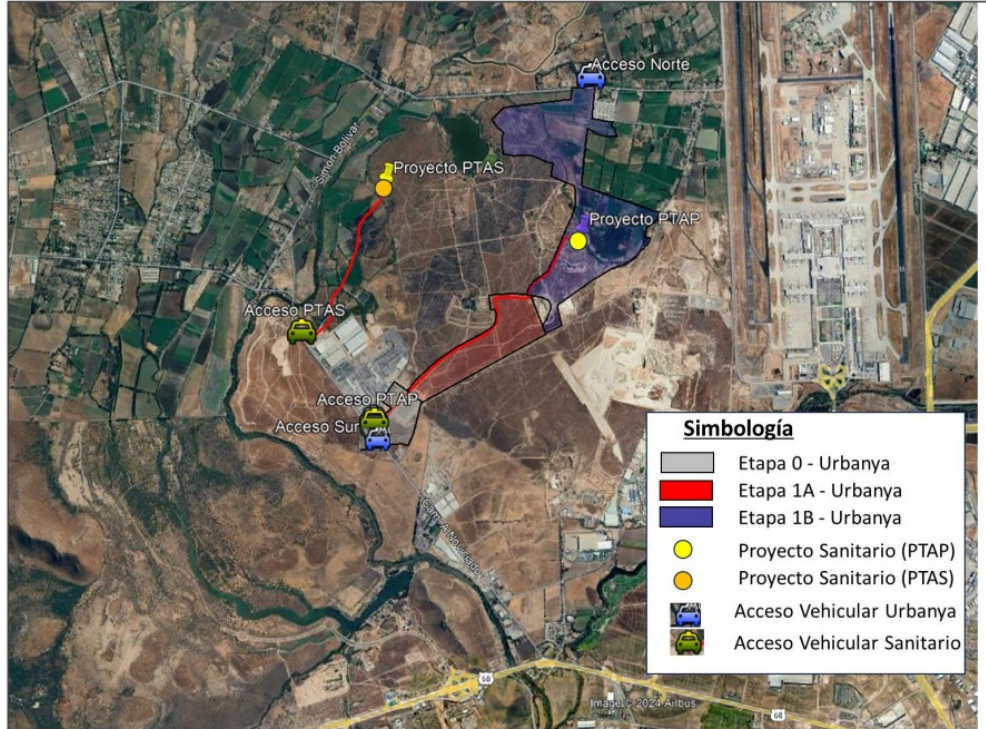 Acceso Norte
Simon Bolivar
Proyecto PTAS
Proyecto PTAP
Acceso PTAS
Acceso PTAP
Acceso Sur
Simbología
Etapa 0 - Urbanya
Etapa 1A - Urbanya
Etapa 1B - Urbanya
Proyecto Sanitario (PTAP)
Proyecto Sanitario (PTAS)
Acceso Vehicular Urbanya
Acceso Vehicular Sanitario
68
68
Image © 2024 Airbus